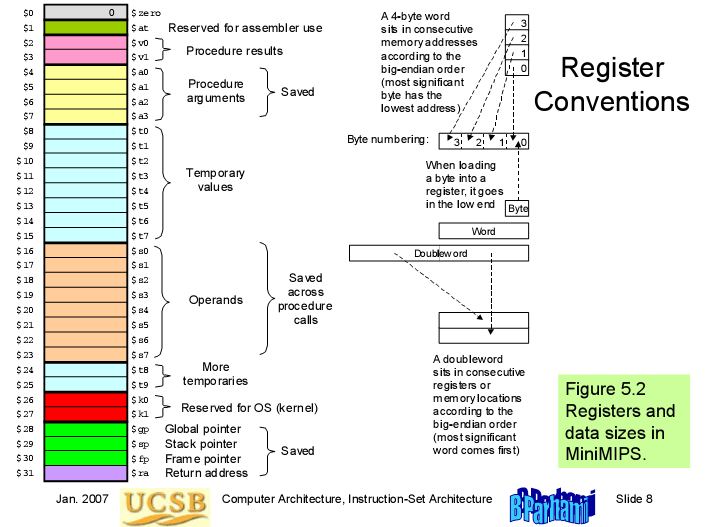 Register
Conventions
$0 0 $zero
$1 $at Reserved for assembler use
$2 $v0
$3 $v1
Procedure results
$4 $a0
$5 $a1
$6 $a2
$7 $a3
Procedure
arguments
Saved
$8 $t0
$9 $t1
$10 $t2
$11 $t3
$12 $t4
$13 $t5
$14 $t6
$15 $t7
Temporary
values
$16 $s0
$17 $s1
$18 $s2
$19 $s3
$20 $s4
$21 $s5
$22 $s6
$23 $s7
Operands
Saved
across
procedure
calls
$24 $t8
$25 $t9
More
temporaries
$26 $k0
$27 $k1
Reserved for OS (kernel)
$28 $gp Global pointer
$29 $sp Stack pointer
$30 $fp Frame pointer
$31 $ra Return address
Saved
A 4-byte word
sits in consecutive
memory addresses
according to the
big-endian order
(most significant
byte has the
lowest address)
3
2
1
0
Byte numbering: 3 2 1 0
When loading
a byte into a
register, it goes
in the low end
Byte
Word
Doubleword
A doubleword
sits in consecutive
registers or
memory locations
according to the
big-endian order
(most significant
word comes first)
Figure 5.2
Registers and
data sizes in
MiniMIPS.
Jan. 2007 UCSB Computer Architecture, Instruction-Set Architecture B.Parhami Slide 8